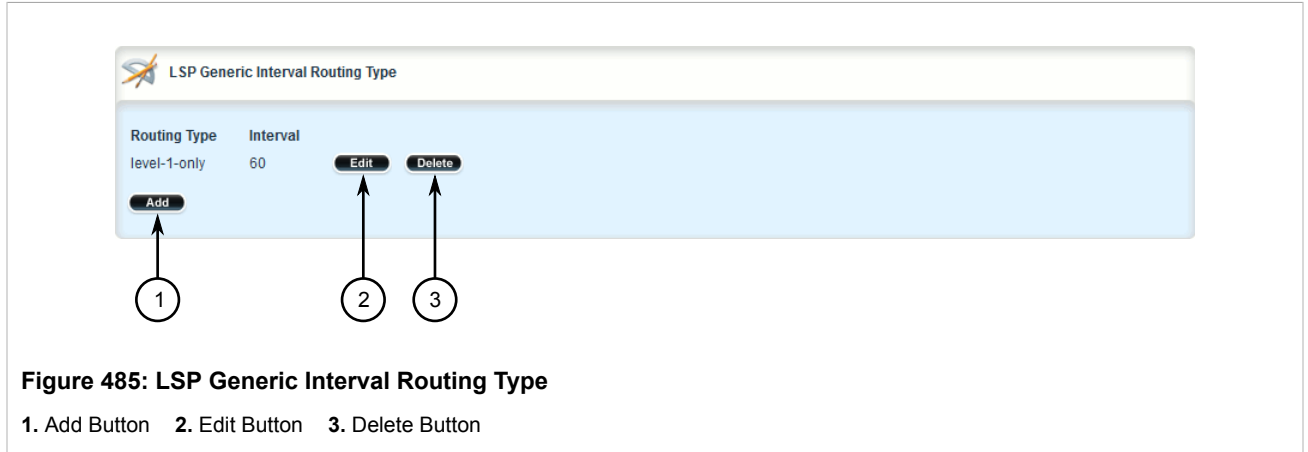 LSP Generic Interval Routing Type
Routing Type Interval
level-1-only 60 Edit Delete
Add
1 2 3
Figure 485: LSP Generic Interval Routing Type
1. Add Button 2. Edit Button 3. Delete Button